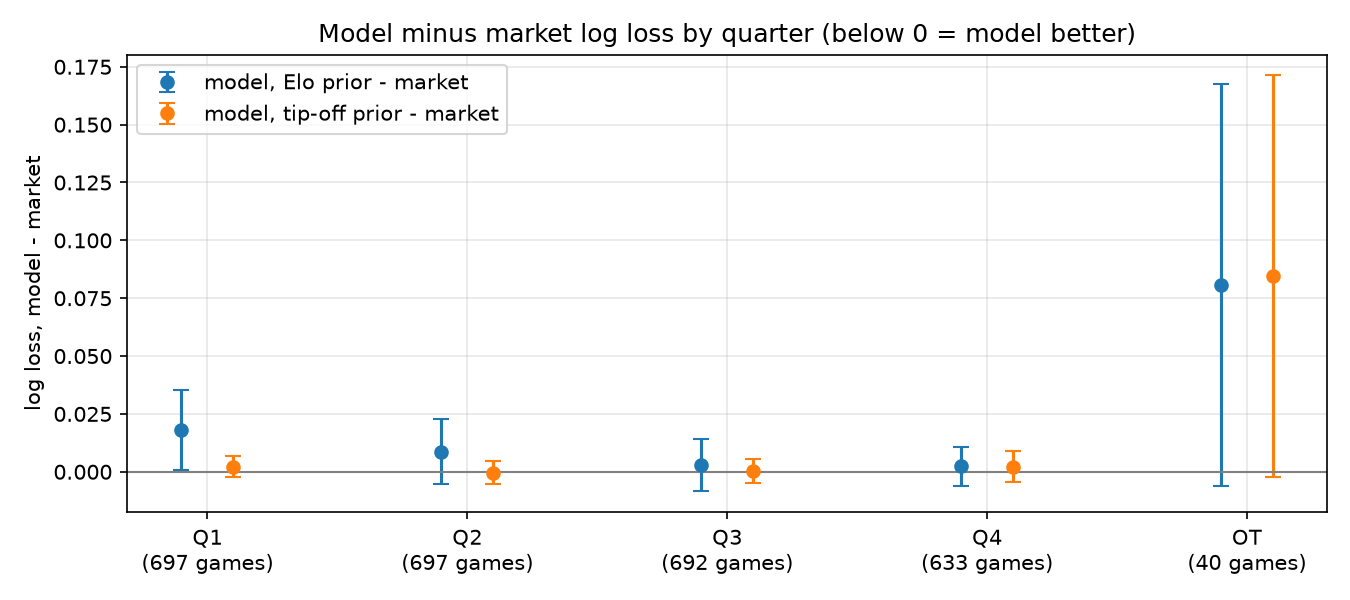 Model minus market log loss by quarter (below 0 = model better)
model, Elo prior - market
model, tip-off prior - market
log loss, model - market
0.175
0.150
0.125
0.100
0.075
0.050
0.025
0.000
Q1
(697 games)
Q2
(697 games)
Q3
(692 games)
Q4
(633 games)
OT
(40 games)